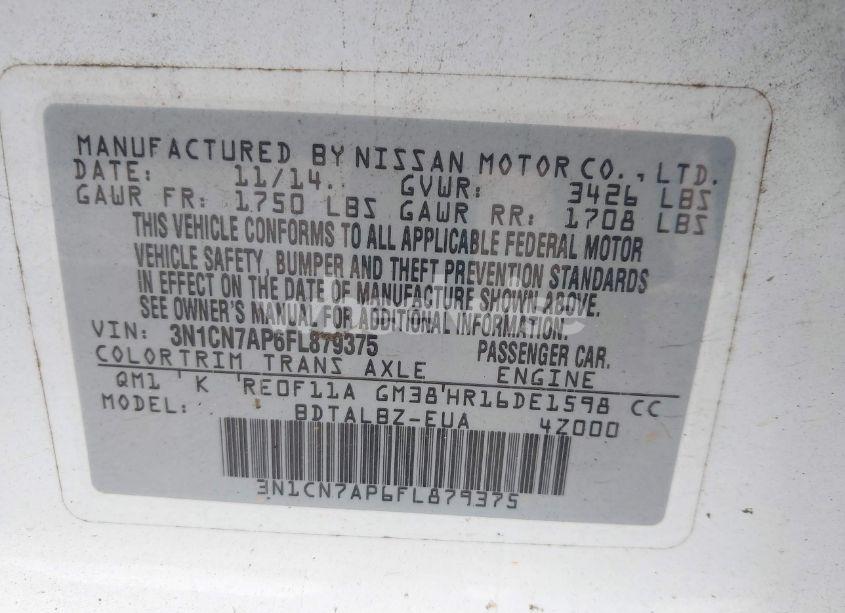 MANUFACTURED BY NISSAN MOTOR CO., LTD.
DATE: 11/14. GVWR: 3426 LBS
GAWR FR: 1750 LBS GAWR RR: 1708 LBS
THIS VEHICLE CONFORMS TO ALL APPLICABLE FEDERAL MOTOR
VEHICLE SAFETY, BUMPER AND THEFT PREVENTION STANDARDS
IN EFFECT ON THE DATE OF MANUFACTURE SHOWN ABOVE.
SEE OWNER'S MANUAL FOR ADDITIONAL INFORMATION.
VIN: 3N1CN7AP6FL879375 PASSENGER CAR.
COLORTRIM TRANS AXLE ENGINE
QM1 'K 'RE0F11A GM38'HR16DE1598 CC
MODEL: BDTALBZ-EUA 4Z000
3N1CN7AP6FL879375